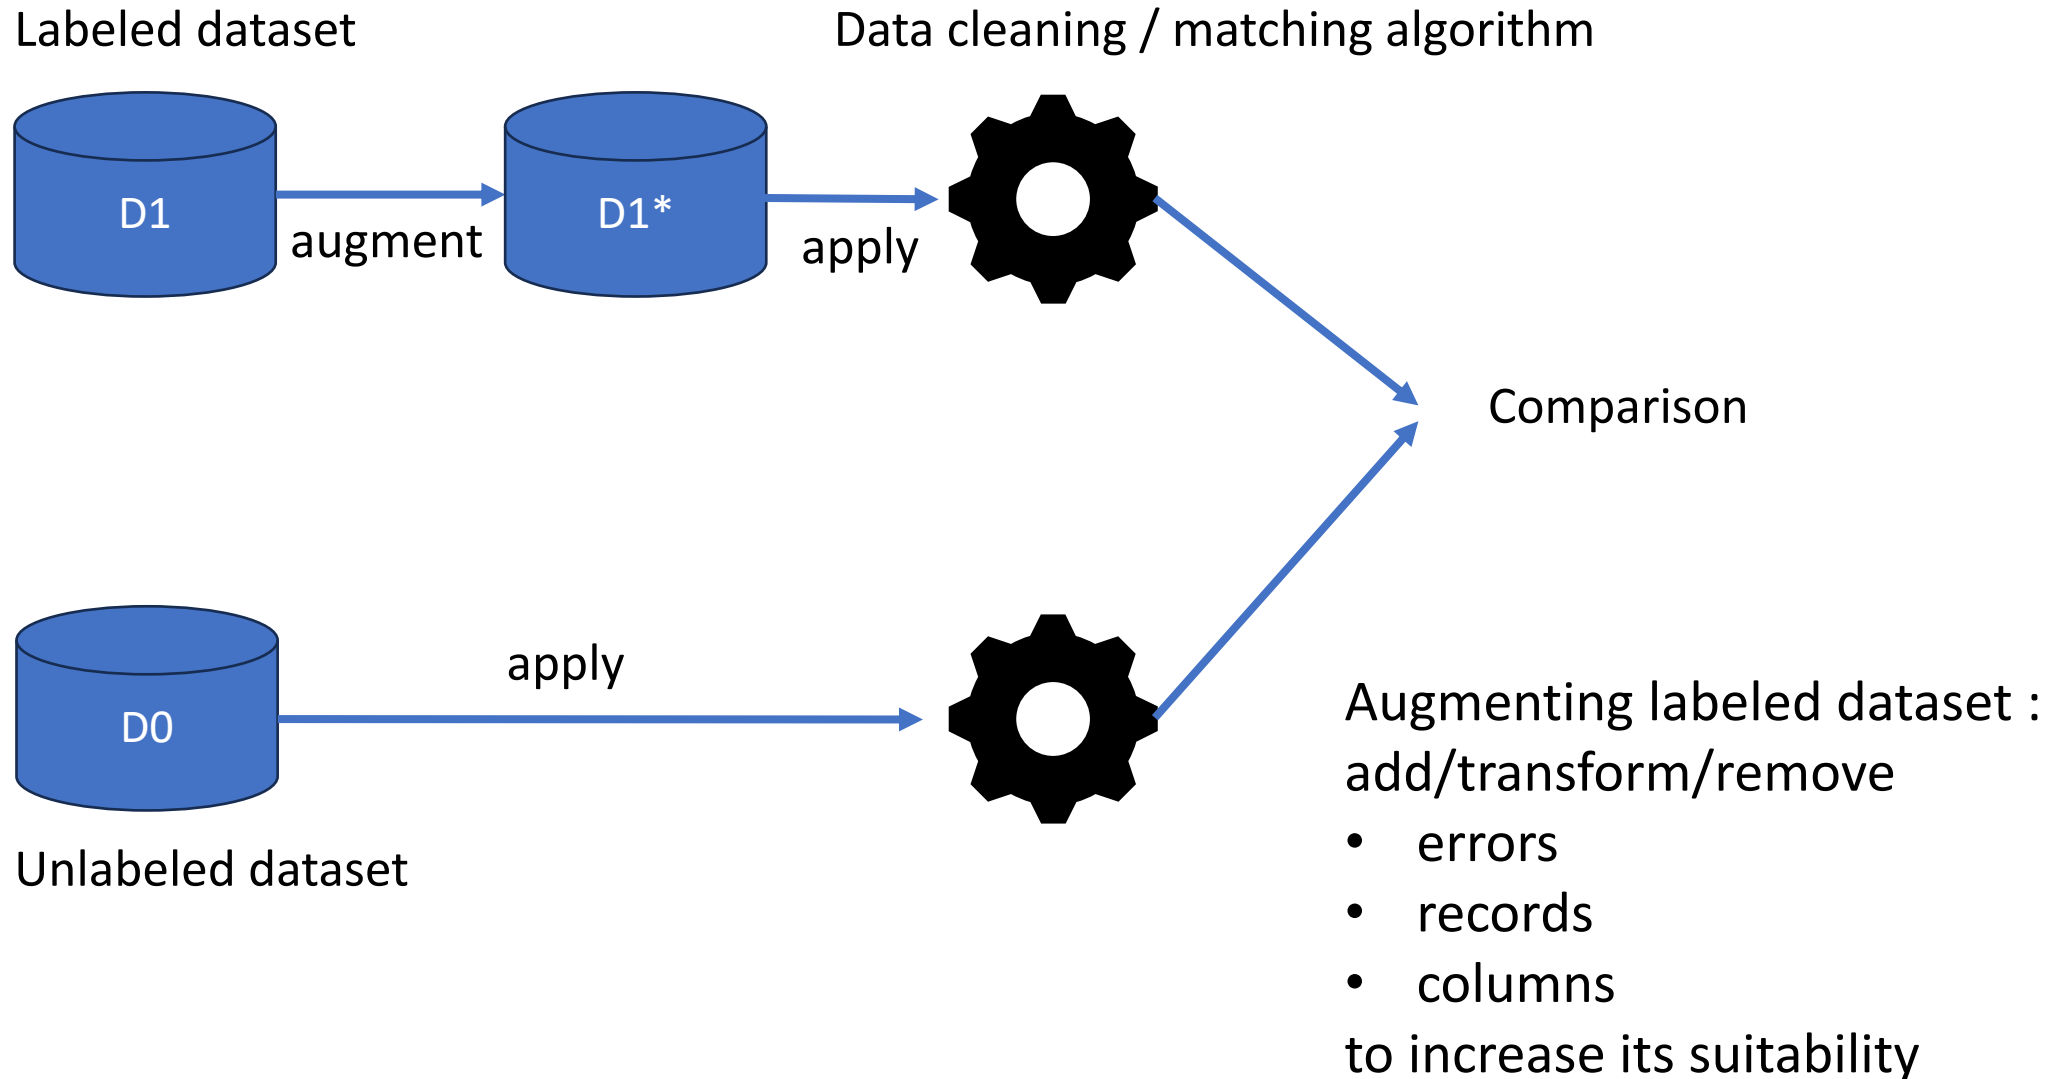 Labeled dataset
Data cleaning / matching algorithm
D1
augment
D1*
apply
Comparison
apply
D0
Unlabeled dataset
Augmenting labeled dataset :
add/transform/remove
• errors
• records
• columns
to increase its suitability